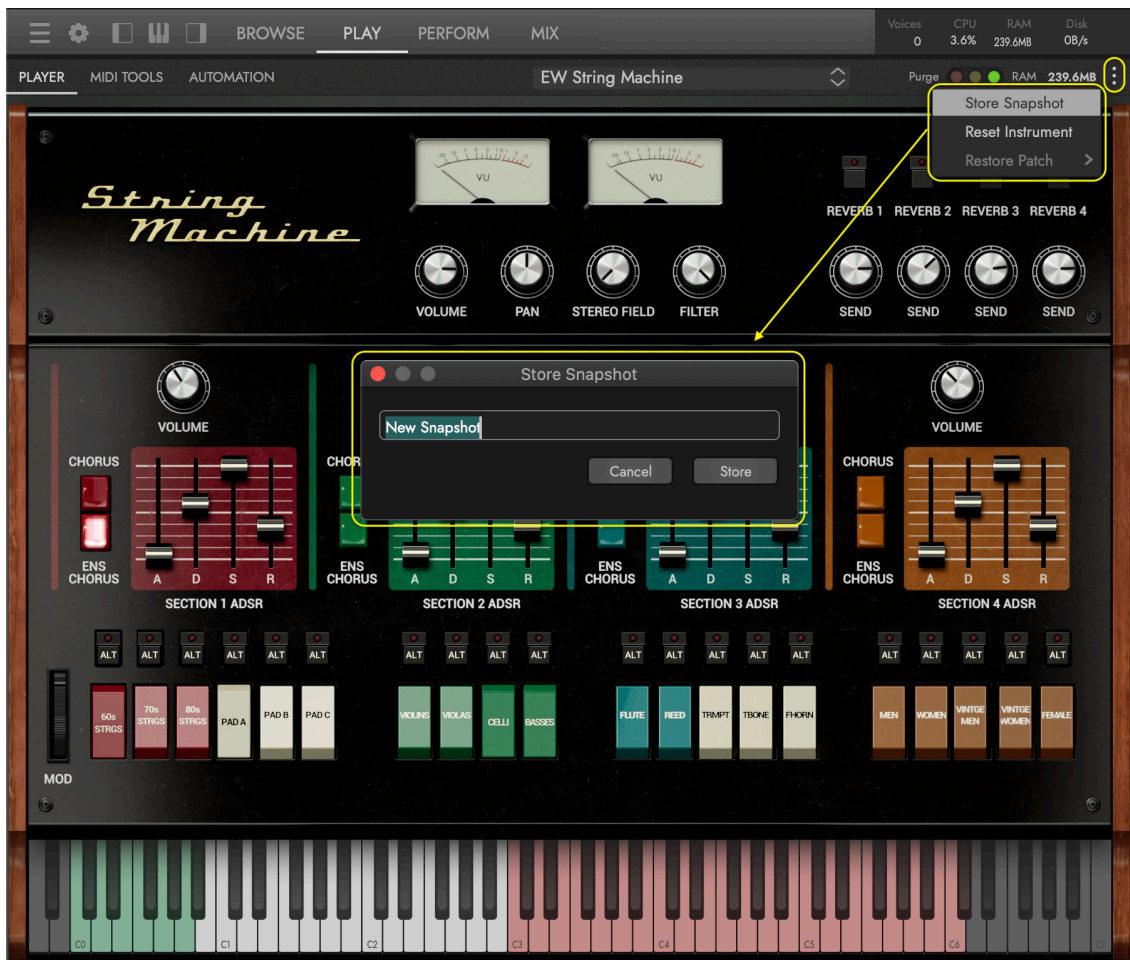 BROWSE PLAY PERFORM MIX
Voices CPU RAM Disk
0 3.6% 239.6MB 0B/s
PLAYER MIDI TOOLS AUTOMATION
EW String Machine
Purge RAM 239.6MB
Store Snapshot
Reset Instrument
Restore Patch
String
Machine
VU VU
REVERB 1 REVERB 2 REVERB 3 REVERB 4
VOLUME PAN STEREO FIELD FILTER
SEND SEND SEND SEND
Store Snapshot
New Snapshot
Cancel Store
VOLUME VOLUME
CHORUS CHOR CHORUS
ENS CHORUS ENS CHORUS ENS CHORUS ENS CHORUS
A D S R A D S R A D S R A D S R
SECTION 1 ADSR SECTION 2 ADSR SECTION 3 ADSR SECTION 4 ADSR
ALT ALT ALT ALT ALT ALT ALT ALT ALT ALT ALT ALT ALT ALT ALT ALT ALT ALT ALT ALT
60s STRGS 70s STRGS 80s STRGS PAD A PAD B PAD C VIOLINS VIOLAS CELLI BASSES FLUTE REED TRMPT TBONE FHORN MEN WOMEN VINTGE MEN VINTGE WOMEN FEMALE
MOD
C0 C1 C2 C3 C4 C5 C6 C7